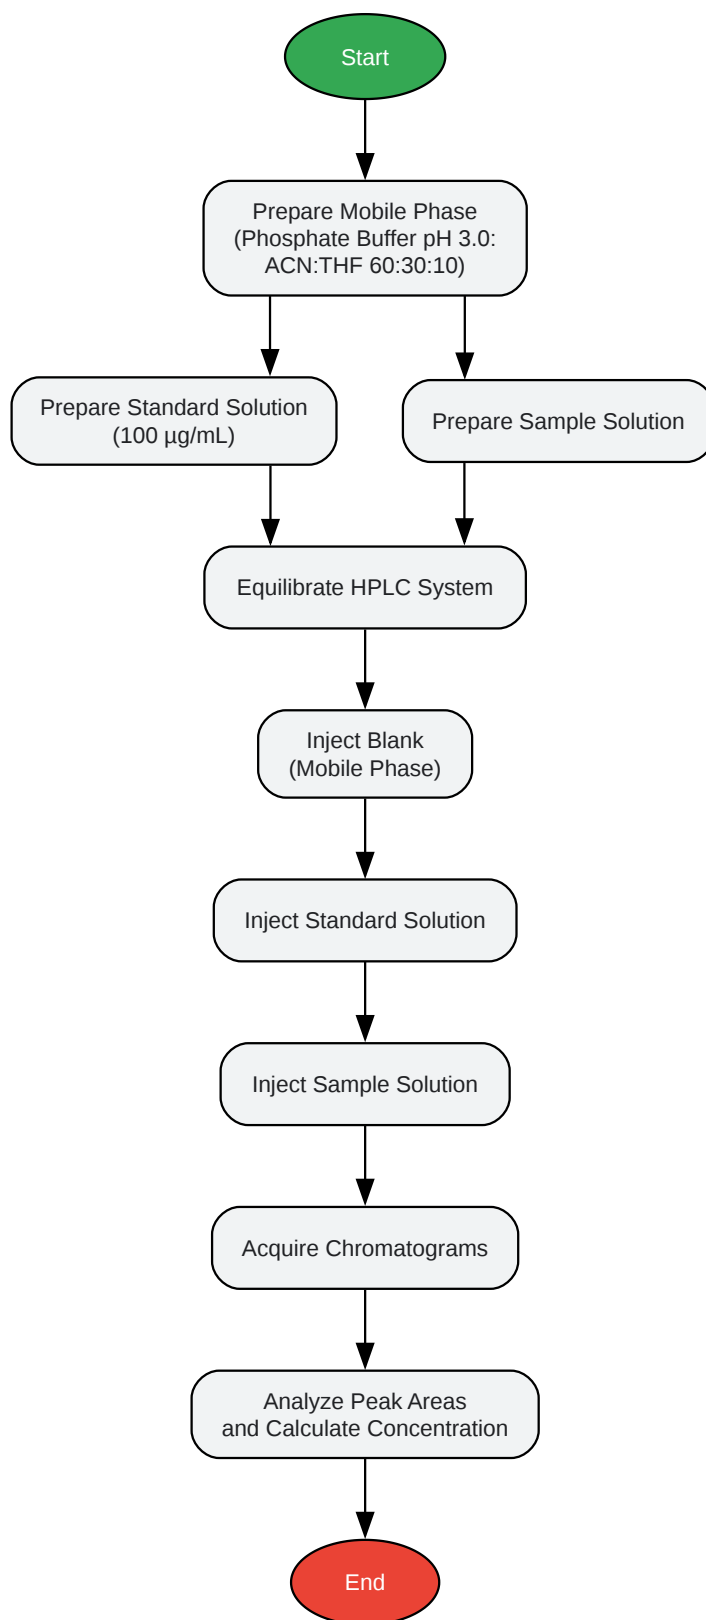 Start
Prepare Mobile Phase
(Phosphate Buffer pH 3.0:
ACN:THF 60:30:10)
Prepare Standard Solution
(100 µg/mL)
Prepare Sample Solution
Equilibrate HPLC System
Inject Blank
(Mobile Phase)
Inject Standard Solution
Inject Sample Solution
Acquire Chromatograms
Analyze Peak Areas
and Calculate Concentration
End